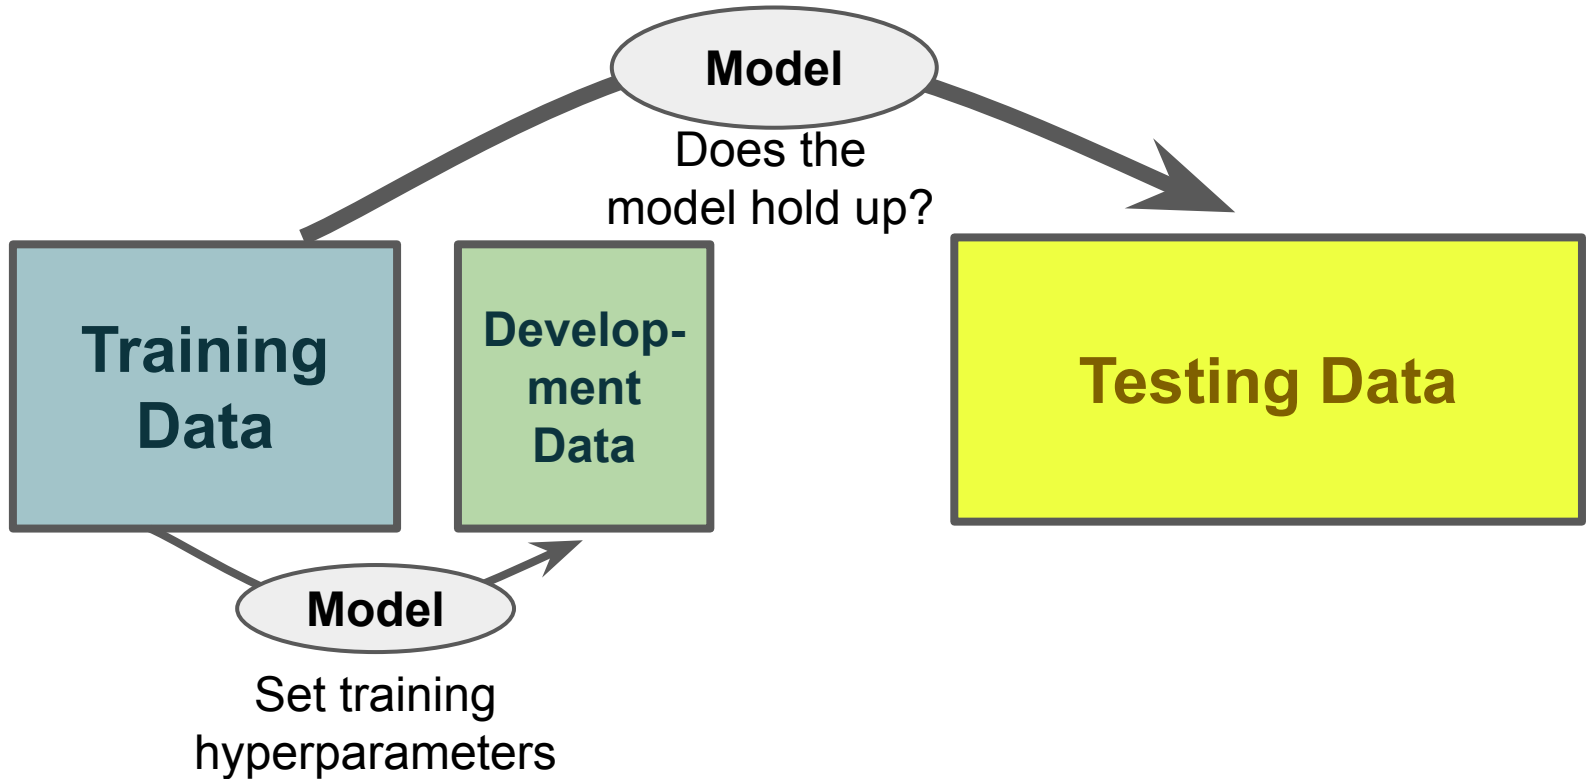 Model
Does the
model hold up?
Training
Data
Develop-
ment
Data
Testing Data
Model
Set training
hyperparameters